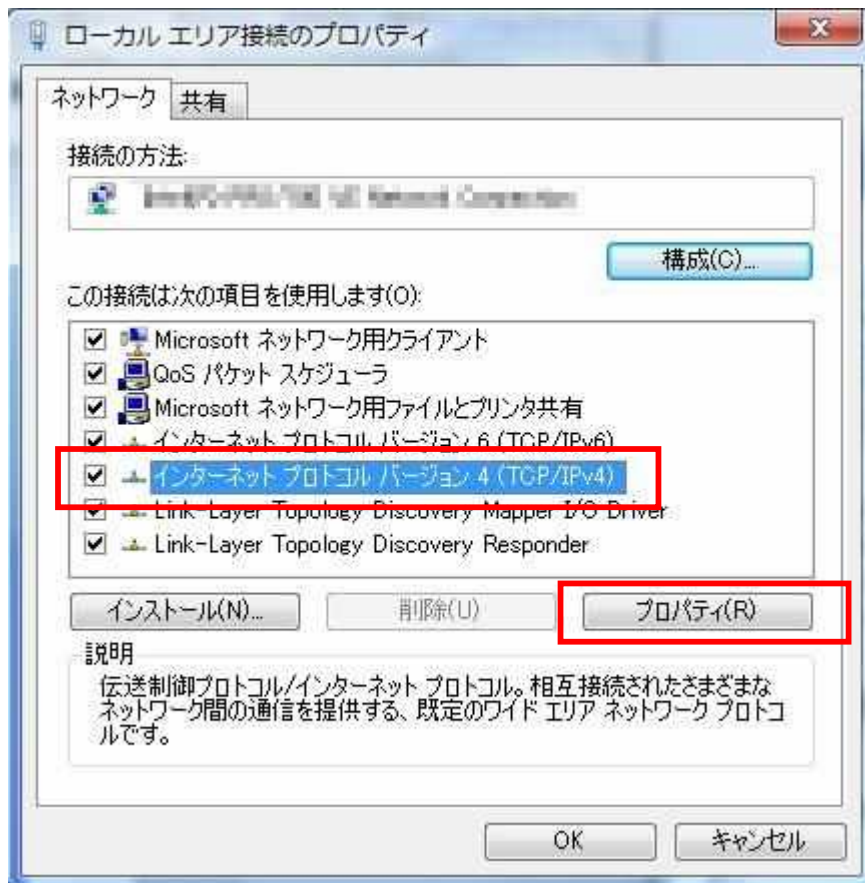 ローカル エリア接続のプロパティ
ネットワーク 共有
接続の方法:
構成(C)...
この接続は次の項目を使用します(O):
Microsoft ネットワーク用クライアント
QoS パケット スケジューラ
Microsoft ネットワーク用ファイルとプリンタ共有
インターネット プロトコル バージョン 6 (TCP/IPv6)
インターネット プロトコル バージョン 4 (TCP/IPv4)
Link-Layer Topology Discovery Mapper I/O Driver
Link-Layer Topology Discovery Responder
インストール(N)... 削除(U) プロパティ(R)
説明
伝送制御プロトコル/インターネット プロトコル。相互接続されたさまざまな
ネットワーク間の通信を提供する、既定のワイド エリア ネットワーク プロトコ
ルです。
OK キャンセル